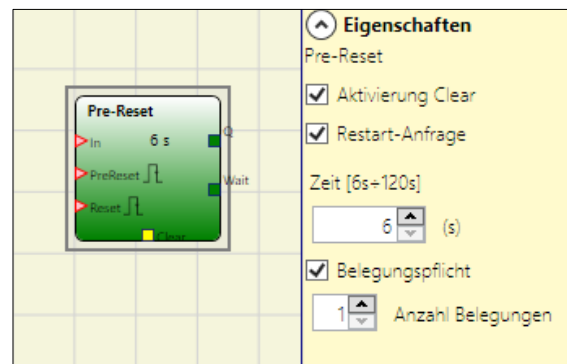 Pre-Reset
In 6 s Q
PreReset
Wait
Reset
Clear
Eigenschaften
Pre-Reset
Aktivierung Clear
Restart-Anfrage
Zeit [6s÷120s]
6 (s)
Belegungspflicht
1 Anzahl Belegungen